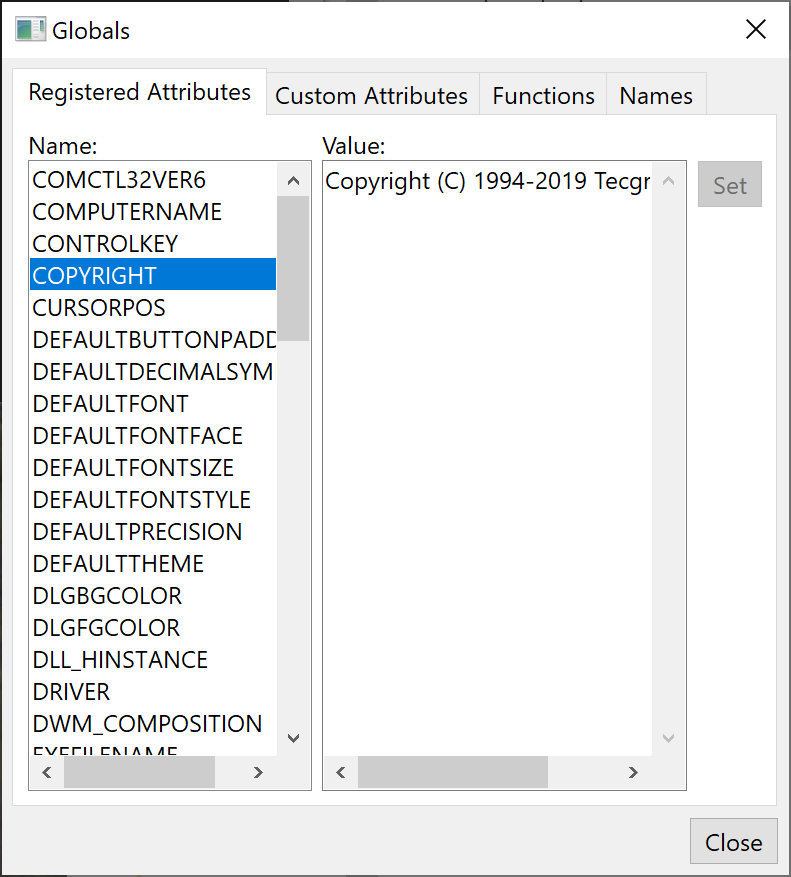 Globals
Registered Attributes
Custom Attributes
Functions
Names
Name:
Value:
COMCTL32VER6
COMPUTERNAME
CONTROLKEY
COPYRIGHT
CURSORPOS
DEFAULTBUTTONPADD
DEFAULTDECIMALSYM
DEFAULTFONT
DEFAULTFONTFACE
DEFAULTFONTSIZE
DEFAULTFONTSTYLE
DEFAULTPRECISION
DEFAULTTHEME
DLGBGCOLOR
DLGFGCOLOR
DLL_HINSTANCE
DRIVER
DWM_COMPOSITION
EXEFILENAME
Copyright (C) 1994-2019 Tecgr
Set
Close